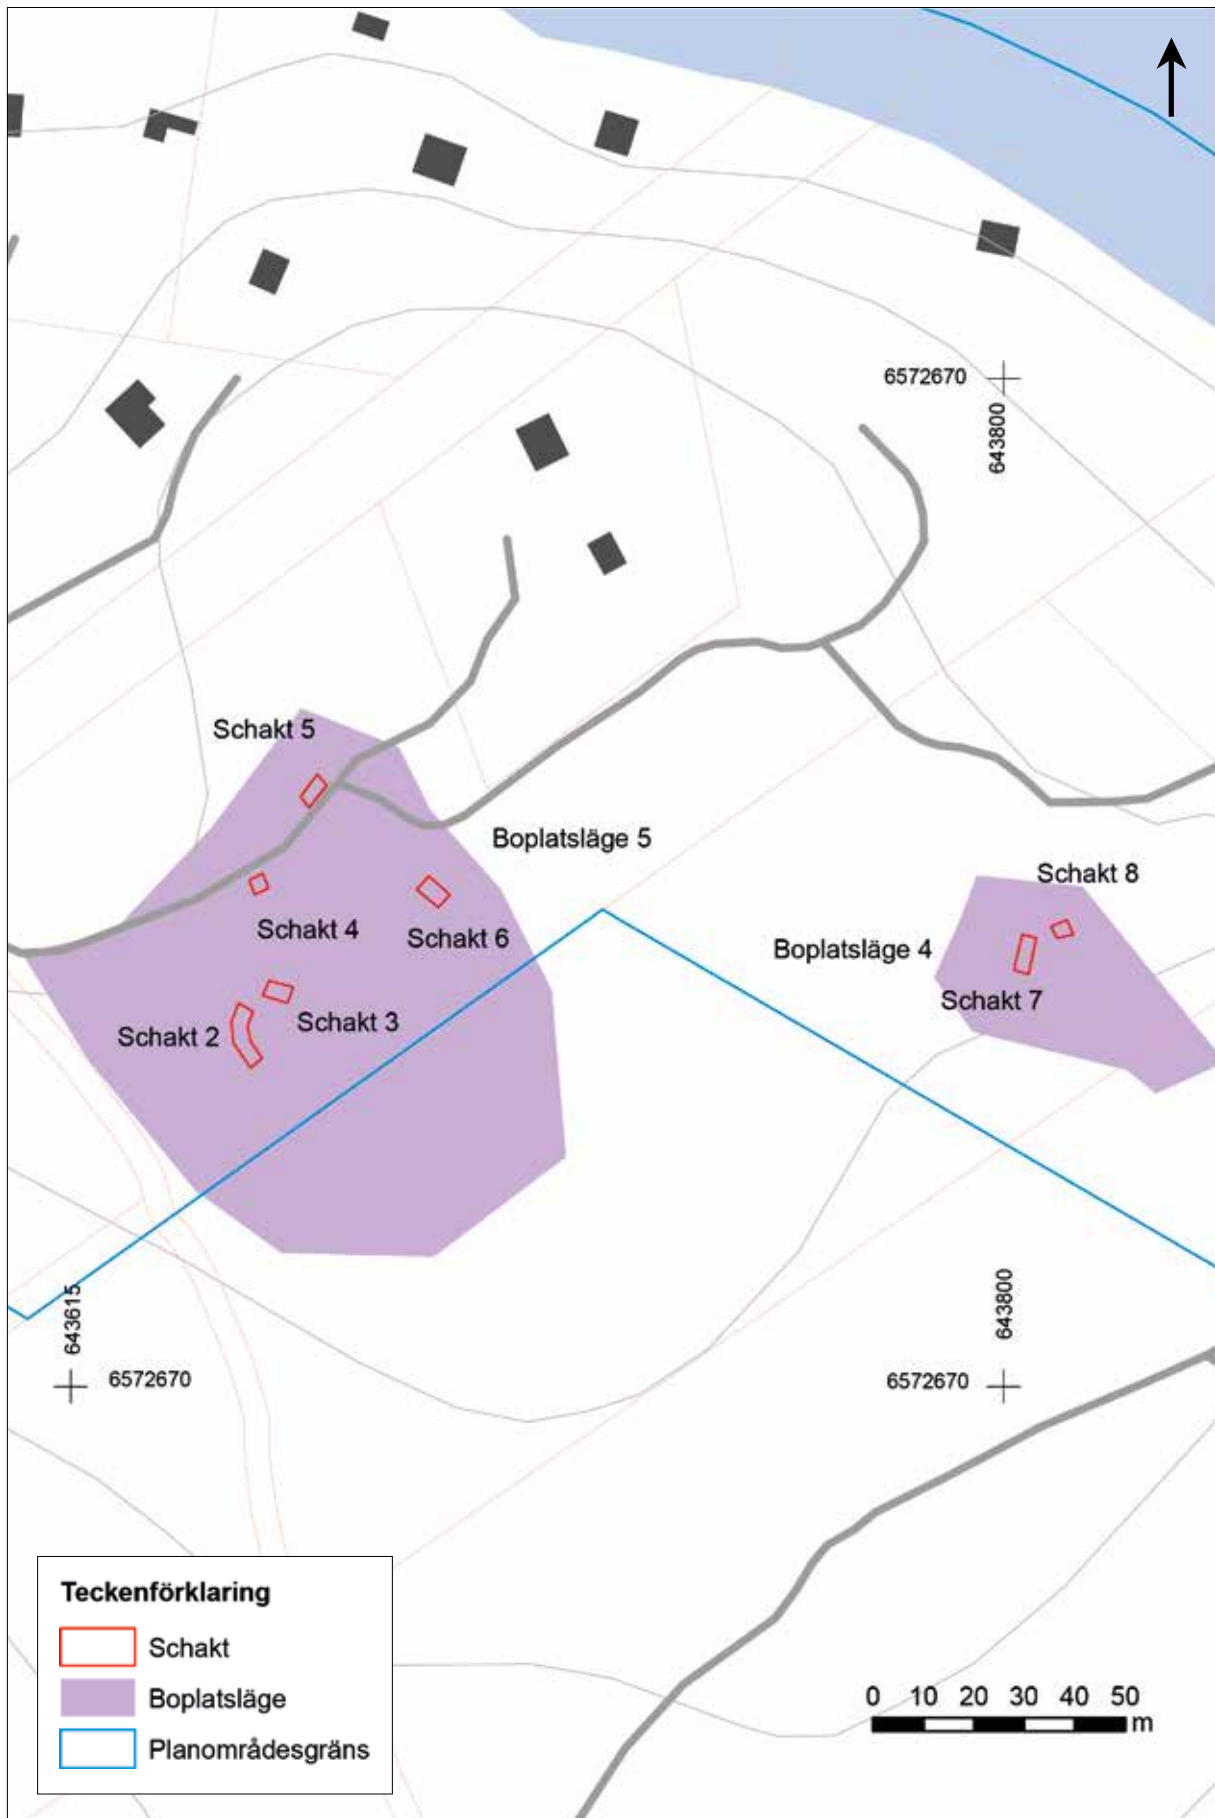 6572670
643800
Schakt 5
Boplatsläge 5
Schakt 8
Schakt 4
Schakt 6
Boplatsläge 4
Schakt 7
Schakt 3
Schakt 2
643615
6572670
643800
6572670
Teckenförklaring
Schakt
Boplatsläge
Planområdesgräns
0 10 20 30 40 50
m